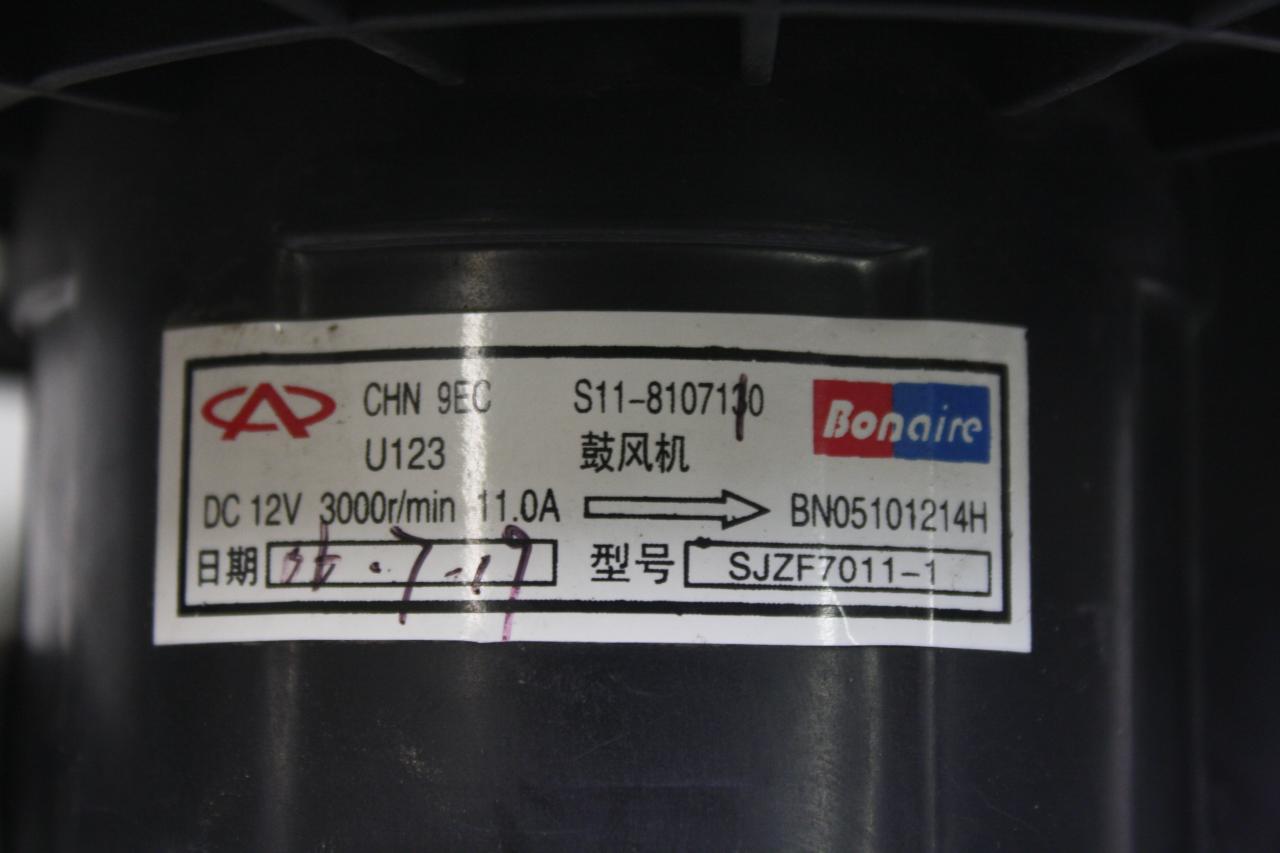 CHN 9EC S11-8107130 Bonaire
U123 鼓风机
DC 12V 3000r/min 11.0A BN05101214H
日期 型号 SJZF7011-1